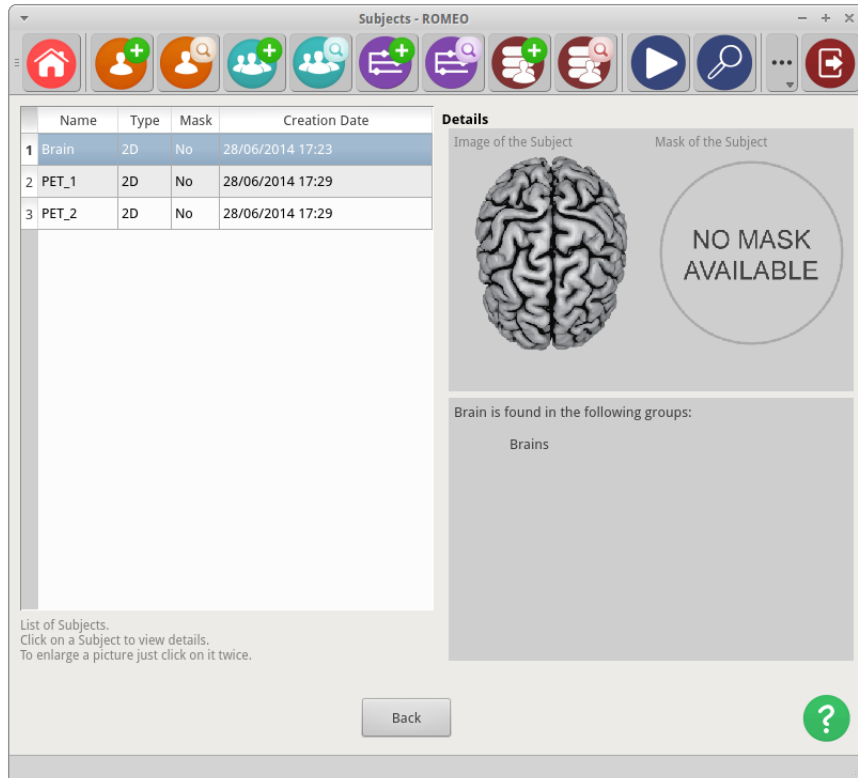 Subjects - ROMEO
Name Type Mask Creation Date
1 Brain 2D No 28/06/2014 17:23
2 PET_1 2D No 28/06/2014 17:29
3 PET_2 2D No 28/06/2014 17:29
List of Subjects.
Click on a Subject to view details.
To enlarge a picture just click on it twice.
Details
Image of the Subject Mask of the Subject
NO MASK
AVAILABLE
Brain is found in the following groups:
Brains
Back
?